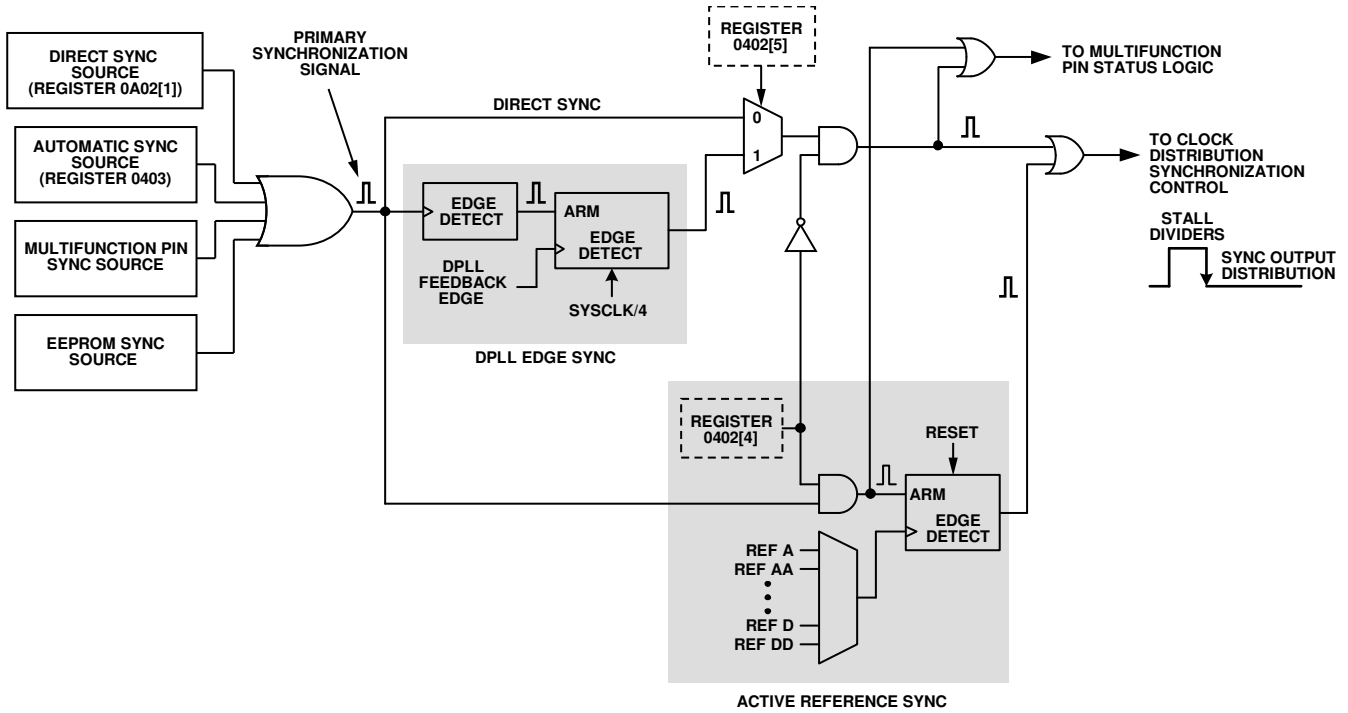 DIRECT SYNC
SOURCE
(REGISTER 0A02[1])
AUTOMATIC SYNC
SOURCE
(REGISTER 0403)
MULTIFUNCTION PIN
SYNC SOURCE
EEPROM SYNC
SOURCE
PRIMARY
SYNCHRONIZATION
SIGNAL
DIRECT SYNC
EDGE
DETECT
ARM
EDGE
DETECT
DPLL
FEEDBACK
EDGE
SYSCLK/4
DPLL EDGE SYNC
REGISTER
0402[5]
0
1
TO MULTIFUNCTION
PIN STATUS LOGIC
TO CLOCK
DISTRIBUTION
SYNCHRONIZATION
CONTROL
STALL
DIVIDERS
SYNC OUTPUT
DISTRIBUTION
REGISTER
0402[4]
RESET
ARM
EDGE
DETECT
REF A
REF AA
REF D
REF DD
ACTIVE REFERENCE SYNC